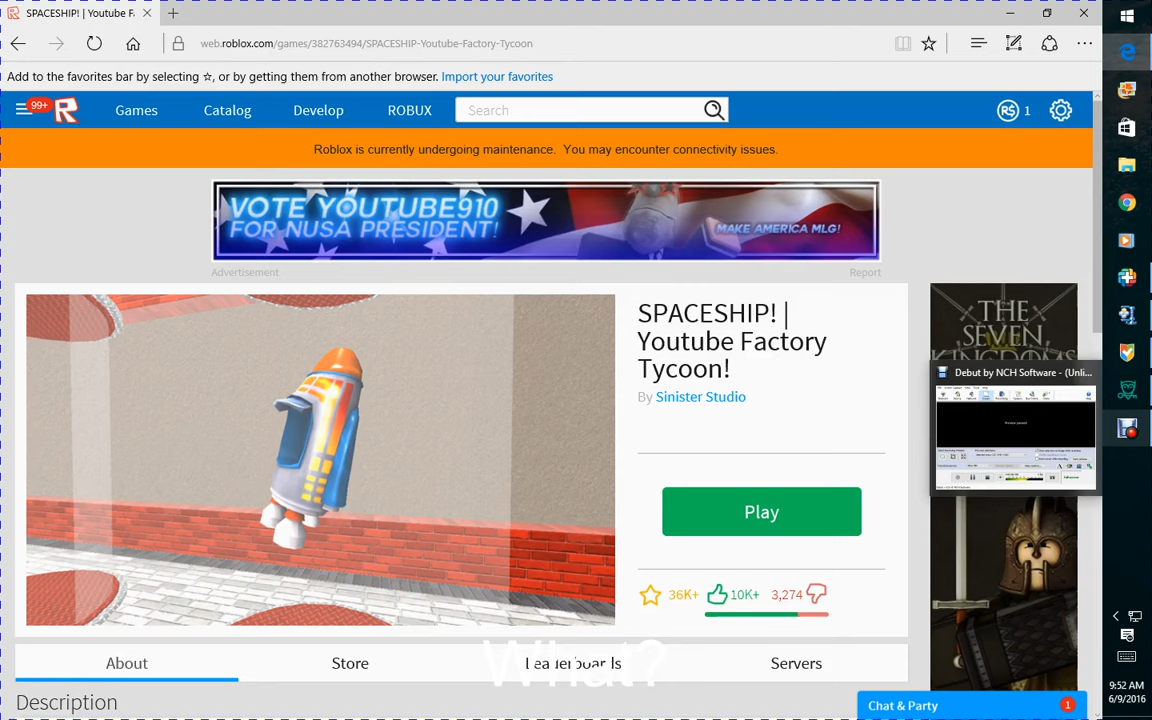 SPACESHIP! | Youtube F
web.roblox.com/games/382763494/SPACESHIP-Youtube-Factory-Tycoon
Add to the favorites bar by selecting ☆, or by getting them from another browser. Import your favorites
99+
Games
Catalog
Develop
ROBUX
Search
R$ 1
Roblox is currently undergoing maintenance. You may encounter connectivity issues.
VOTE YOUTUBE910
FOR NUSA PRESIDENT!
MAKE AMERICA MLG!
Advertisement
Report
SPACESHIP! |
Youtube Factory
Tycoon!
By Sinister Studio
Play
36K+
10K+
3,274
THE
SEVEN
KINGDOMS
Debut by NCH Software - (Unli...
What?
About
Store
Leaderboards
Servers
Description
Chat & Party
1
9:52 AM
6/9/2016